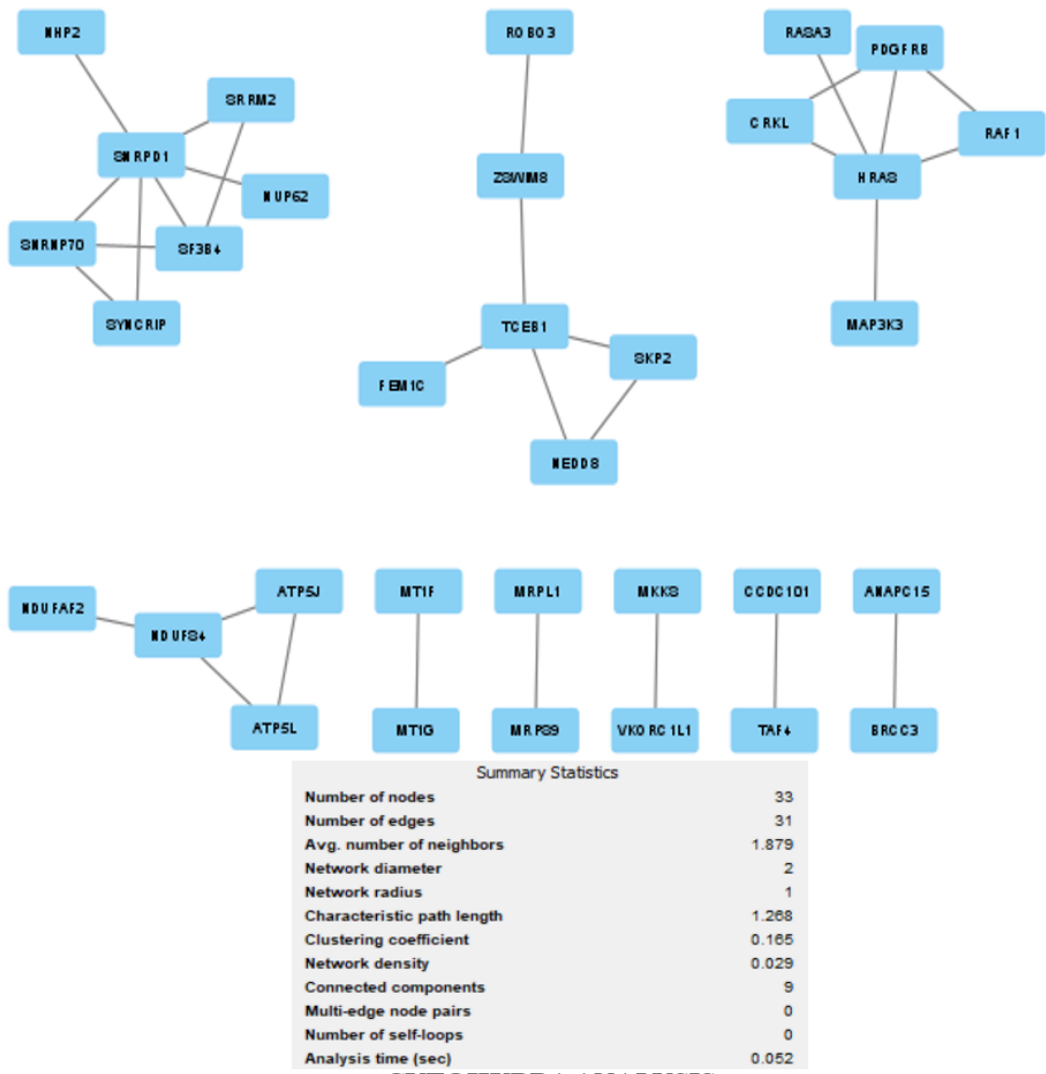 NHP2
SRRM2
SNRPD1
NUP62
SNRNP70
SF3B4
SYNCRIP
ROBO3
ZSWIM8
TCEB1
SKP2
FEM1C
NEDD8
RASA3
PDGFRB
CRKL
RAF1
HRAS
MAP3K3
NDUFAF2
ATP5J
NDUFS4
ATP5L
MT1F
MRPL1
MKKS
CCDC101
ANAPC15
MT1G
MRPS9
VKORC1L1
TAF4
BRCC3
Summary Statistics
Number of nodes 33
Number of edges 31
Avg. number of neighbors 1.879
Network diameter 2
Network radius 1
Characteristic path length 1.268
Clustering coefficient 0.165
Network density 0.029
Connected components 9
Multi-edge node pairs 0
Number of self-loops 0
Analysis time (sec) 0.052